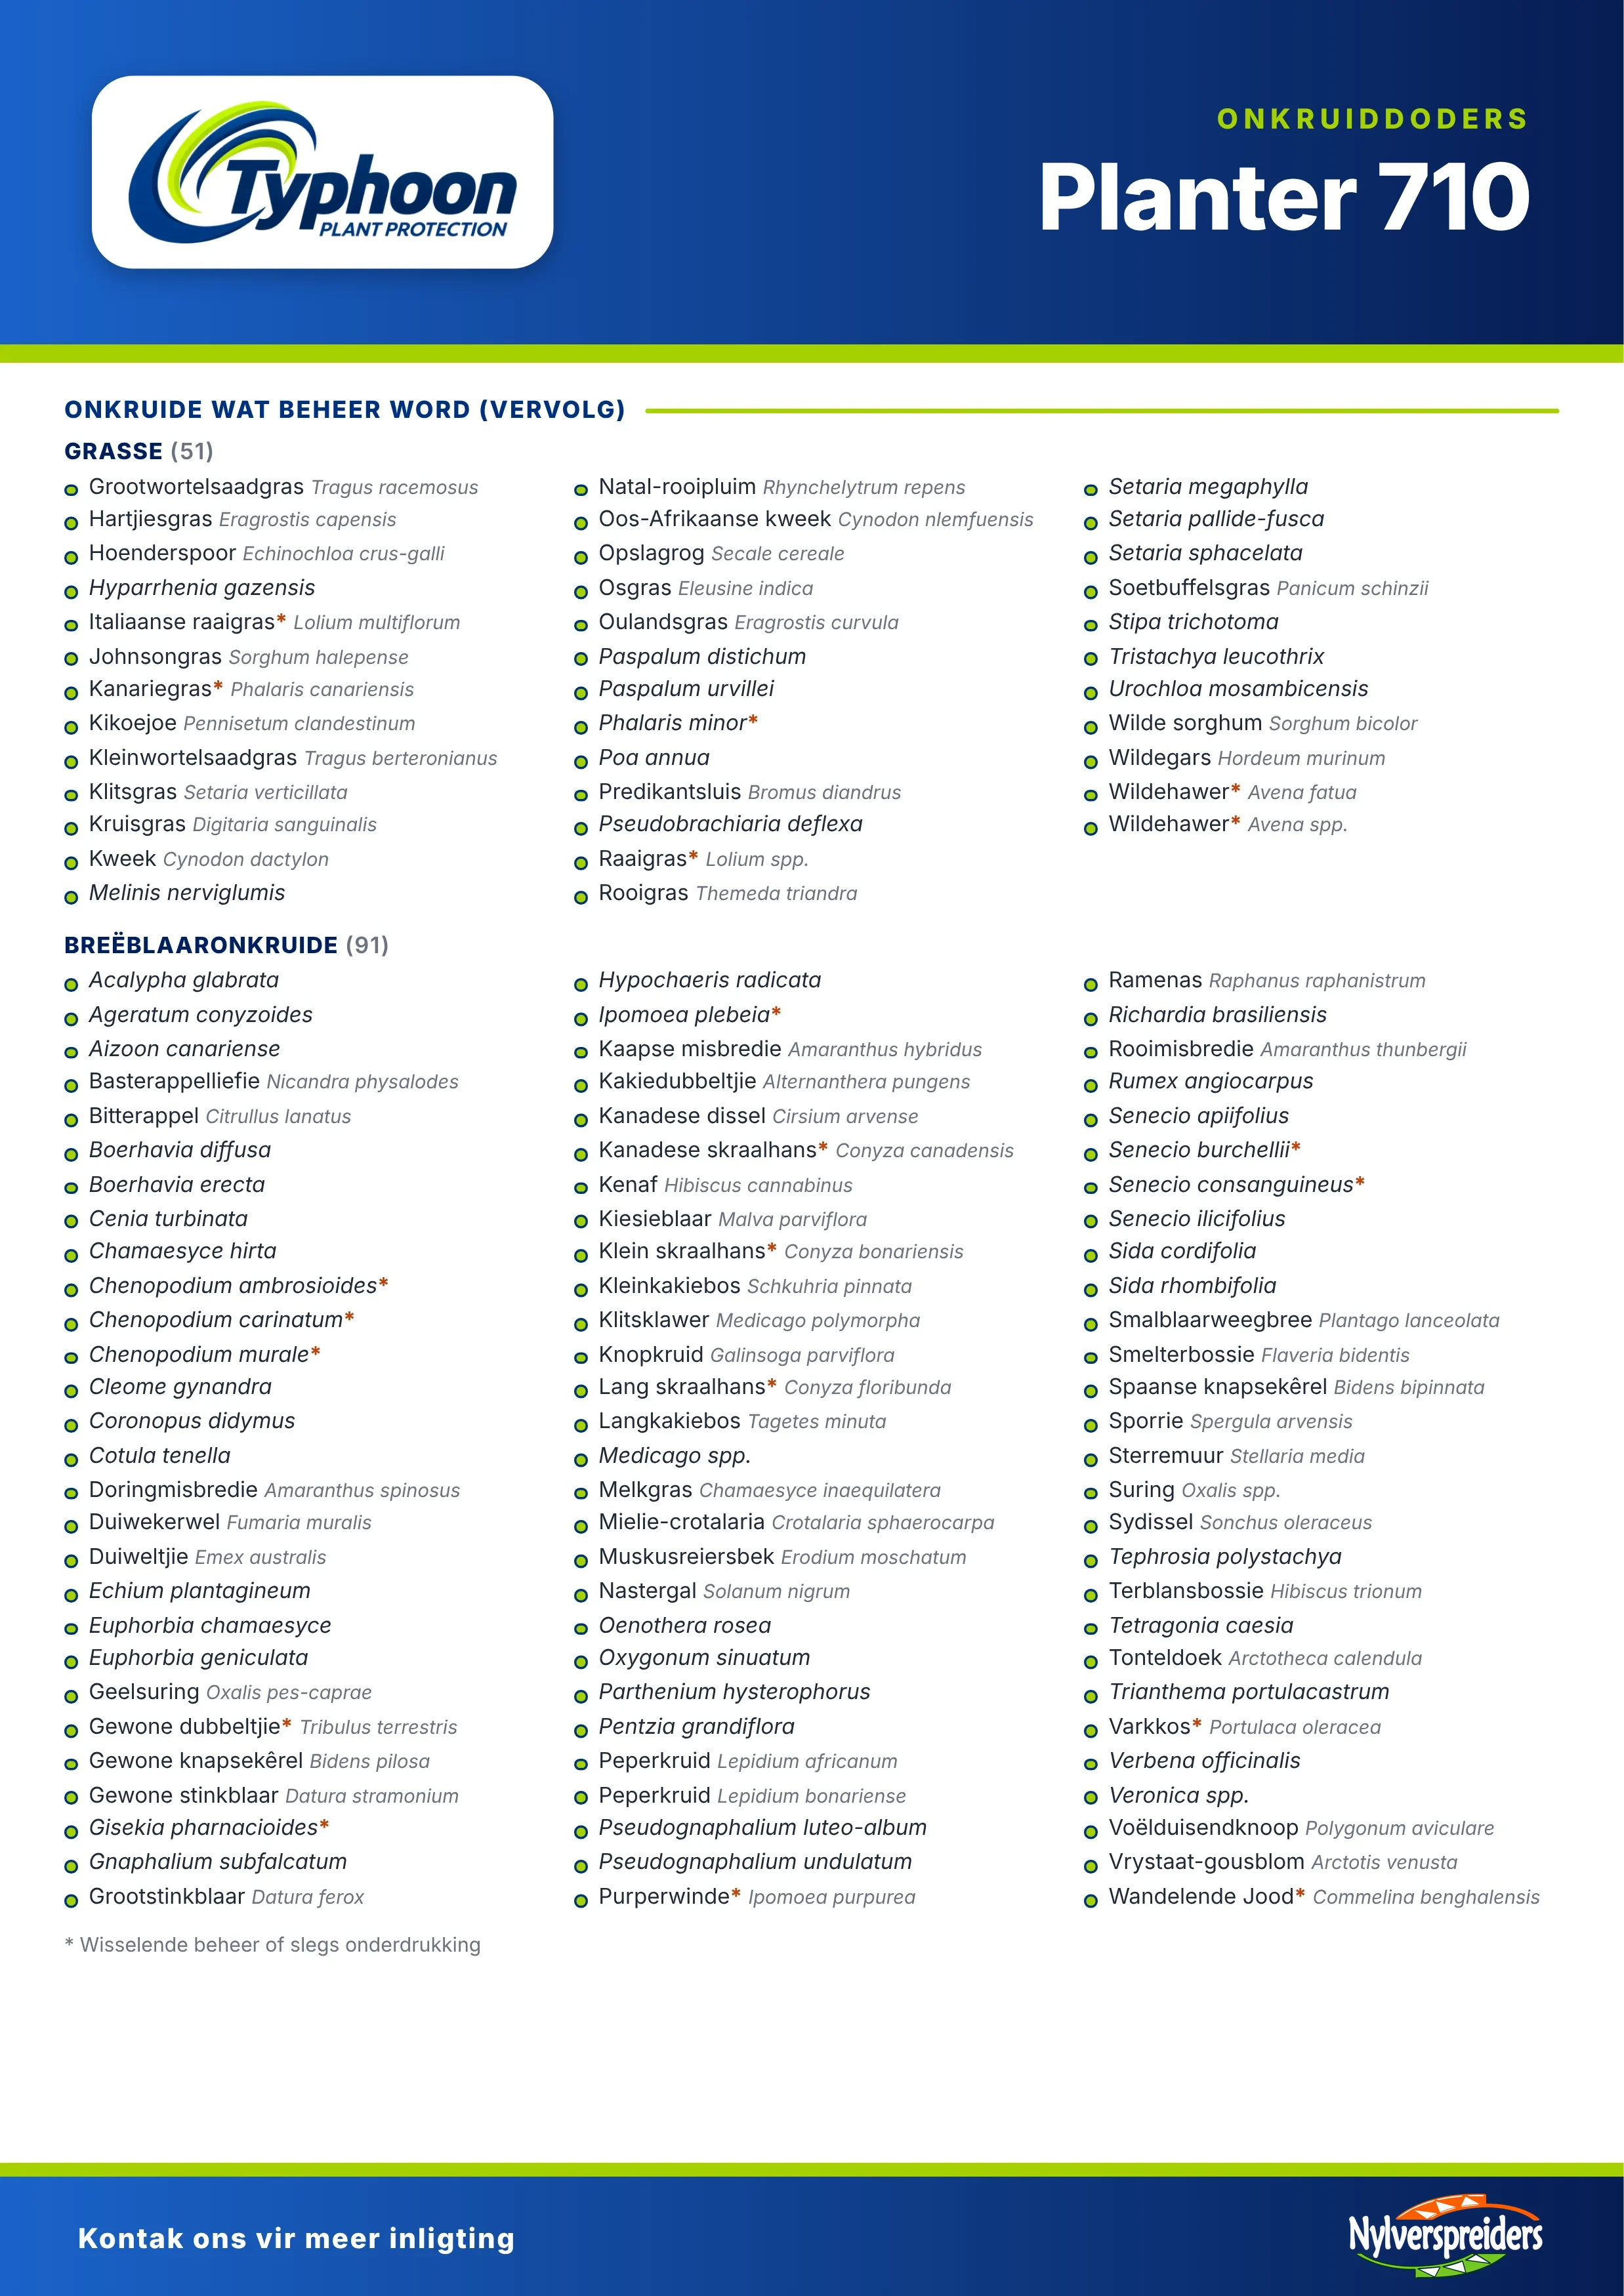 Typhoon
PLANT PROTECTION
ONKRUIDDODERS
Planter 710
ONKRUIDE WAT BEHEER WORD (VERVOLG)
GRASSE (51)
Grootwortelsaadgras Tragus racemosus
Hartjiesgras Eragrostis capensis
Hoenderspoor Echinochloa crus-galli
Hyparrhenia gazensis
Italiaanse raaigras* Lolium multiflorum
Johnsongras Sorghum halepense
Kanariegras* Phalaris canariensis
Kikoejoe Pennisetum clandestinum
Kleinwortelsaadgras Tragus berteronianus
Klitsgras Setaria verticillata
Kruisgras Digitaria sanguinalis
Kweek Cynodon dactylon
Melinis nerviglumis
Natal-rooipluim Rhynchelytrum repens
Oos-Afrikaanse kweek Cynodon nlemfuensis
Opslagrog Secale cereale
Osgras Eleusine indica
Oulandsgras Eragrostis curvula
Paspalum distichum
Paspalum urvillei
Phalaris minor*
Poa annua
Predikantsluis Bromus diandrus
Pseudobrachiaria deflexa
Raaigras* Lolium spp.
Rooigras Themeda triandra
Setaria megaphylla
Setaria pallide-fusca
Setaria sphacelata
Soetbuffelsgras Panicum schinzii
Stipa trichotoma
Tristachya leucothrix
Urochloa mosambicensis
Wilde sorghum Sorghum bicolor
Wildegars Hordeum murinum
Wildehawer* Avena fatua
Wildehawer* Avena spp.
BREËBLAARONKRUIDE (91)
Acalypha glabrata
Ageratum conyzoides
Aizoon canariense
Basterappelliefie Nicandra physalodes
Bitterappel Citrullus lanatus
Boerhavia diffusa
Boerhavia erecta
Cenia turbinata
Chamaesyce hirta
Chenopodium ambrosioides*
Chenopodium carinatum*
Chenopodium murale*
Cleome gynandra
Coronopus didymus
Cotula tenella
Doringmisbredie Amaranthus spinosus
Duiwekerwel Fumaria muralis
Duiweltjie Emex australis
Echium plantagineum
Euphorbia chamaesyce
Euphorbia geniculata
Geelsuring Oxalis pes-caprae
Gewone dubbeltjie* Tribulus terrestris
Gewone knapsekêrel Bidens pilosa
Gewone stinkblaar Datura stramonium
Gisekia pharnacioides*
Gnaphalium subfalcatum
Grootstinkblaar Datura ferox
Hypochaeris radicata
Ipomoea plebeia*
Kaapse misbredie Amaranthus hybridus
Kakiedubbeltjie Alternanthera pungens
Kanadese dissel Cirsium arvense
Kanadese skraalhans* Conyza canadensis
Kenaf Hibiscus cannabinus
Kiesieblaar Malva parviflora
Klein skraalhans* Conyza bonariensis
Kleinkakiebos Schkuhria pinnata
Klitsklawer Medicago polymorpha
Knopkruid Galinsoga parviflora
Lang skraalhans* Conyza floribunda
Langkakiebos Tagetes minuta
Medicago spp.
Melkgras Chamaesyce inaequilatera
Mielie-crotalaria Crotalaria sphaerocarpa
Muskusreiersbek Erodium moschatum
Nastergal Solanum nigrum
Oenothera rosea
Oxygonum sinuatum
Parthenium hysterophorus
Pentzia grandiflora
Peperkruid Lepidium africanum
Peperkruid Lepidium bonariense
Pseudognaphalium luteo-album
Pseudognaphalium undulatum
Purperwinde* Ipomoea purpurea
Ramenas Raphanus raphanistrum
Richardia brasiliensis
Rooimisbredie Amaranthus thunbergii
Rumex angiocarpus
Senecio apiifolius
Senecio burchellii*
Senecio consanguineus*
Senecio ilicifolius
Sida cordifolia
Sida rhombifolia
Smalblaarweegbree Plantago lanceolata
Smelterbossie Flaveria bidentis
Spaanse knapsekêrel Bidens bipinnata
Sporrie Spergula arvensis
Sterremuur Stellaria media
Suring Oxalis spp.
Sydissel Sonchus oleraceus
Tephrosia polystachya
Terblansbossie Hibiscus trionum
Tetragonia caesia
Tonteldoek Arctotheca calendula
Trianthema portulacastrum
Varkkos* Portulaca oleracea
Verbena officinalis
Veronica spp.
Voëlduisendknoop Polygonum aviculare
Vrystaat-gousblom Arctotis venusta
Wandelende Jood* Commelina benghalensis
* Wisselende beheer of slegs onderdrukking
Kontak ons vir meer inligting
Nylverspreiders